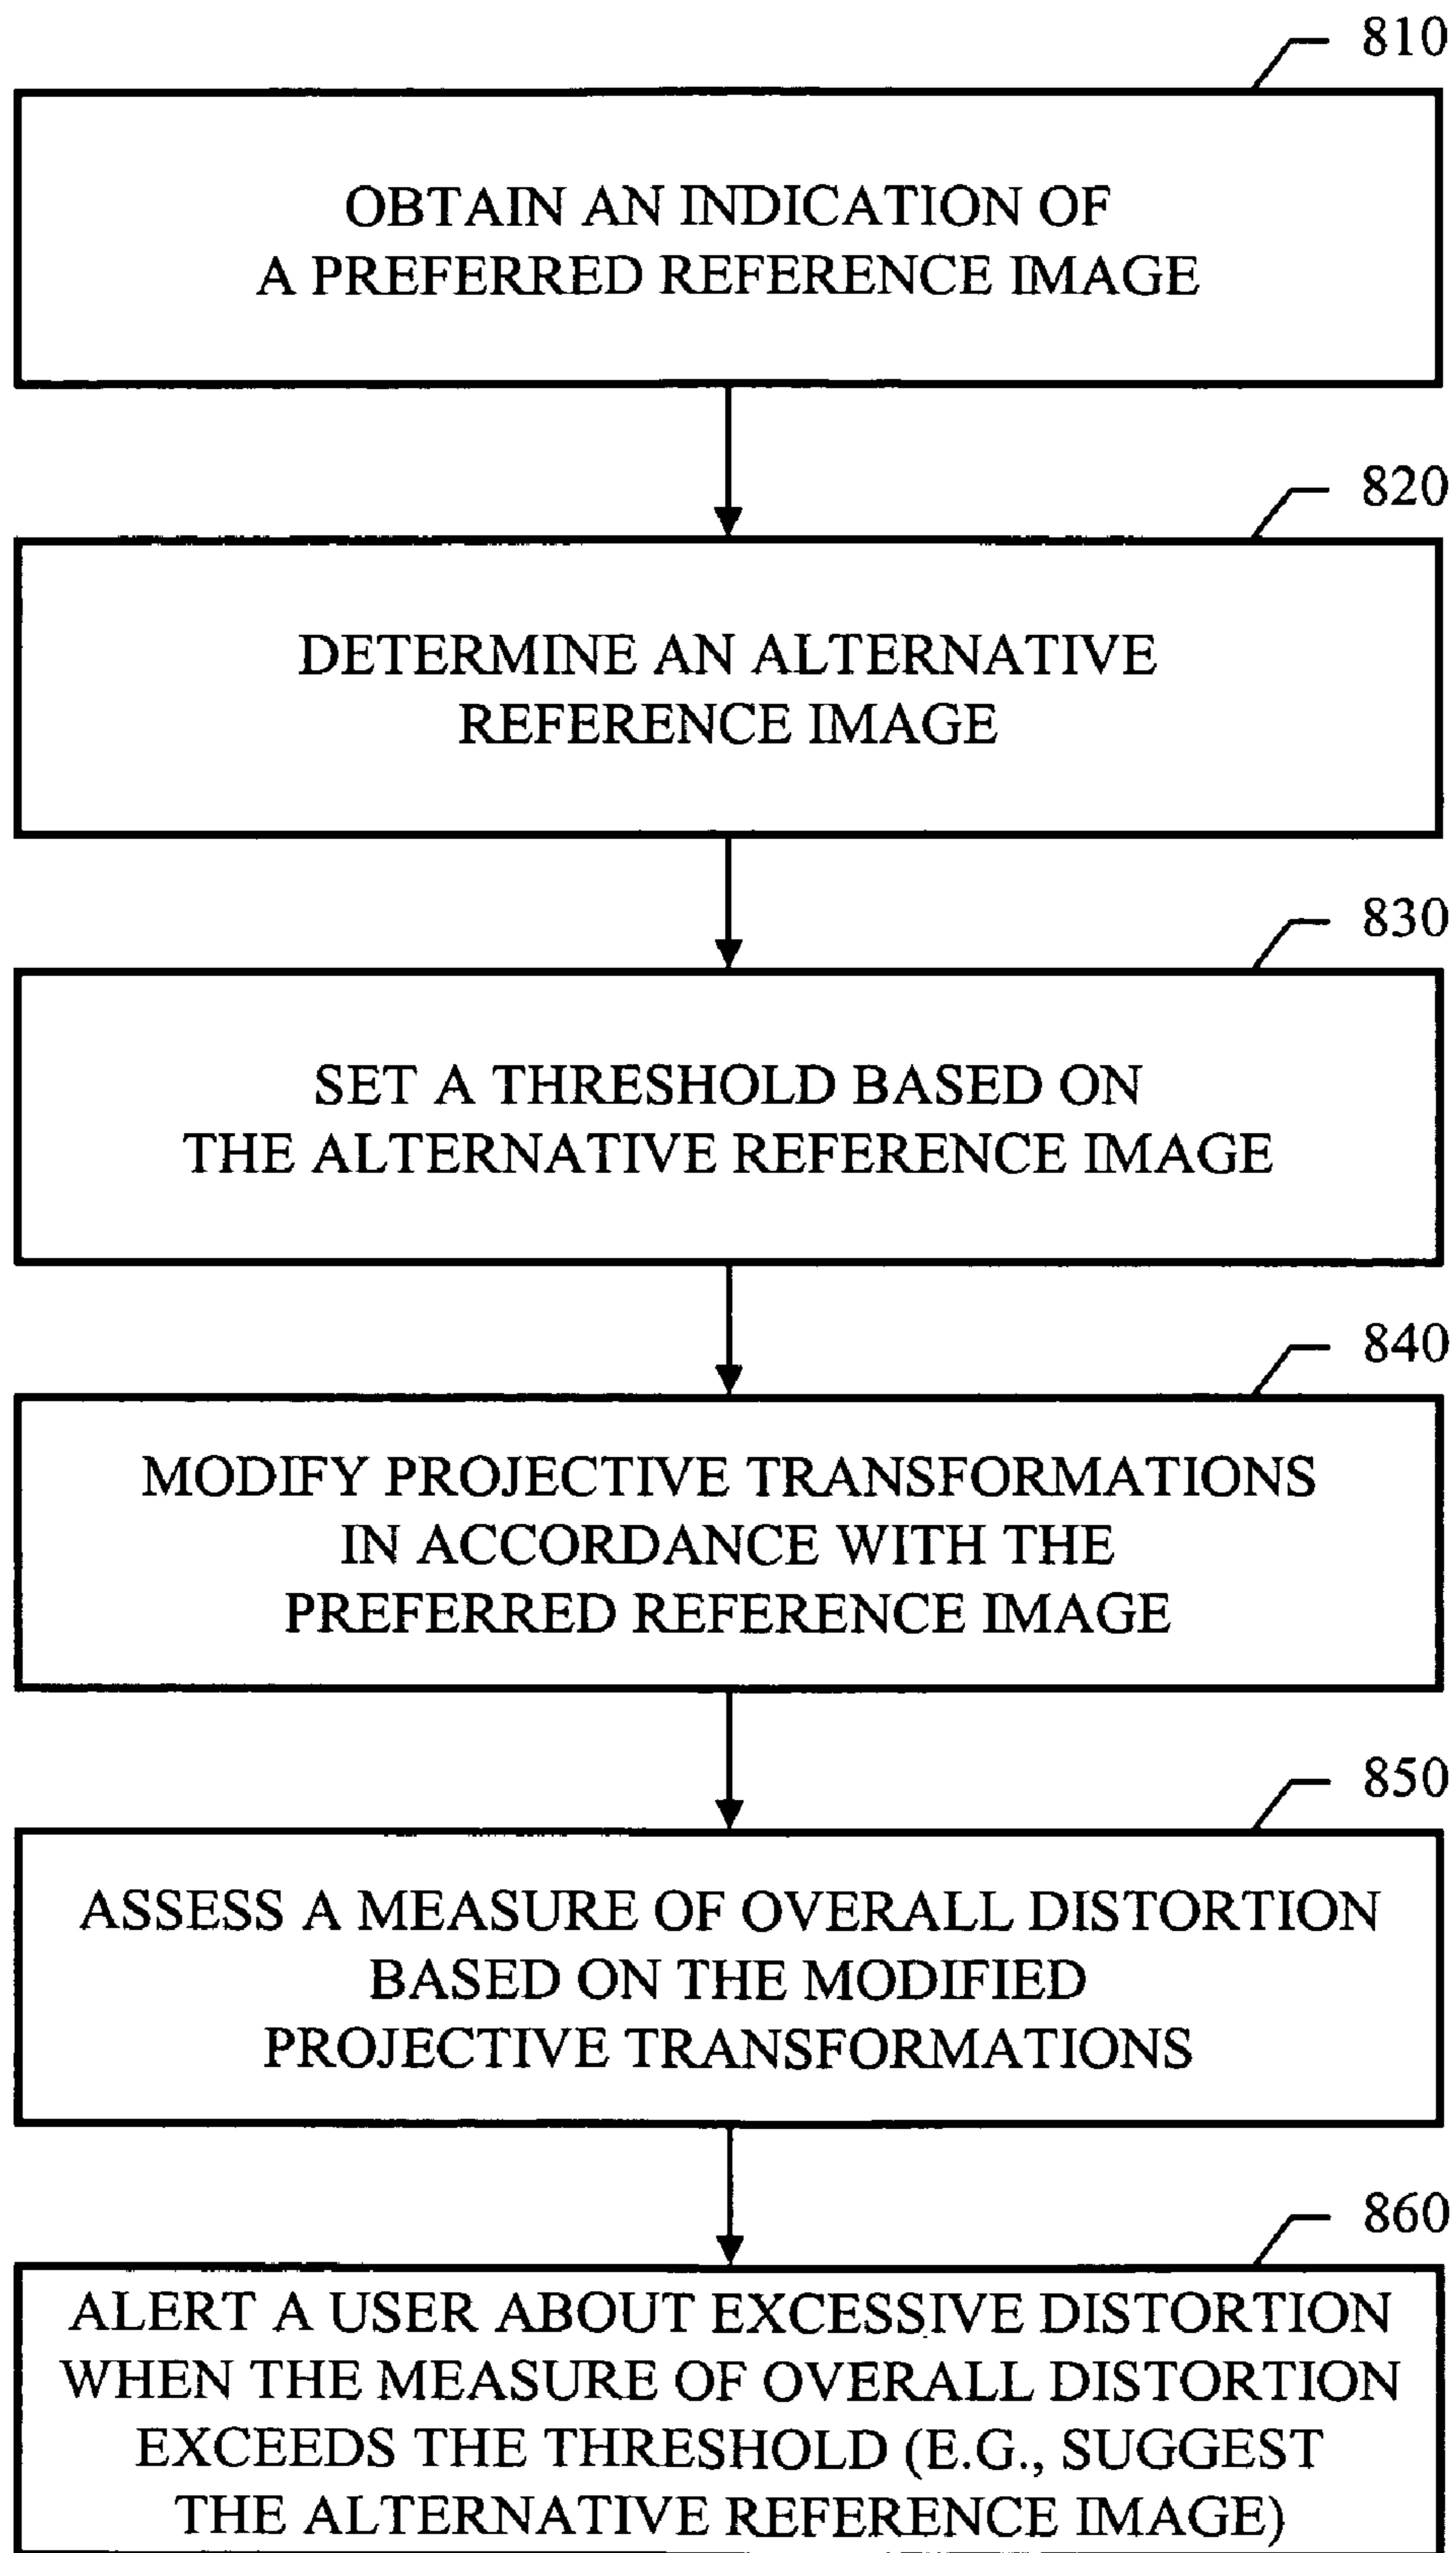 810
OBTAIN AN INDICATION OF
A PREFERRED REFERENCE IMAGE
820
DETERMINE AN ALTERNATIVE
REFERENCE IMAGE
830
SET A THRESHOLD BASED ON
THE ALTERNATIVE REFERENCE IMAGE
840
MODIFY PROJECTIVE TRANSFORMATIONS
IN ACCORDANCE WITH THE
PREFERRED REFERENCE IMAGE
850
ASSESS A MEASURE OF OVERALL DISTORTION
BASED ON THE MODIFIED
PROJECTIVE TRANSFORMATIONS
860
ALERT A USER ABOUT EXCESSIVE DISTORTION
WHEN THE MEASURE OF OVERALL DISTORTION
EXCEEDS THE THRESHOLD (E.G., SUGGEST
THE ALTERNATIVE REFERENCE IMAGE)